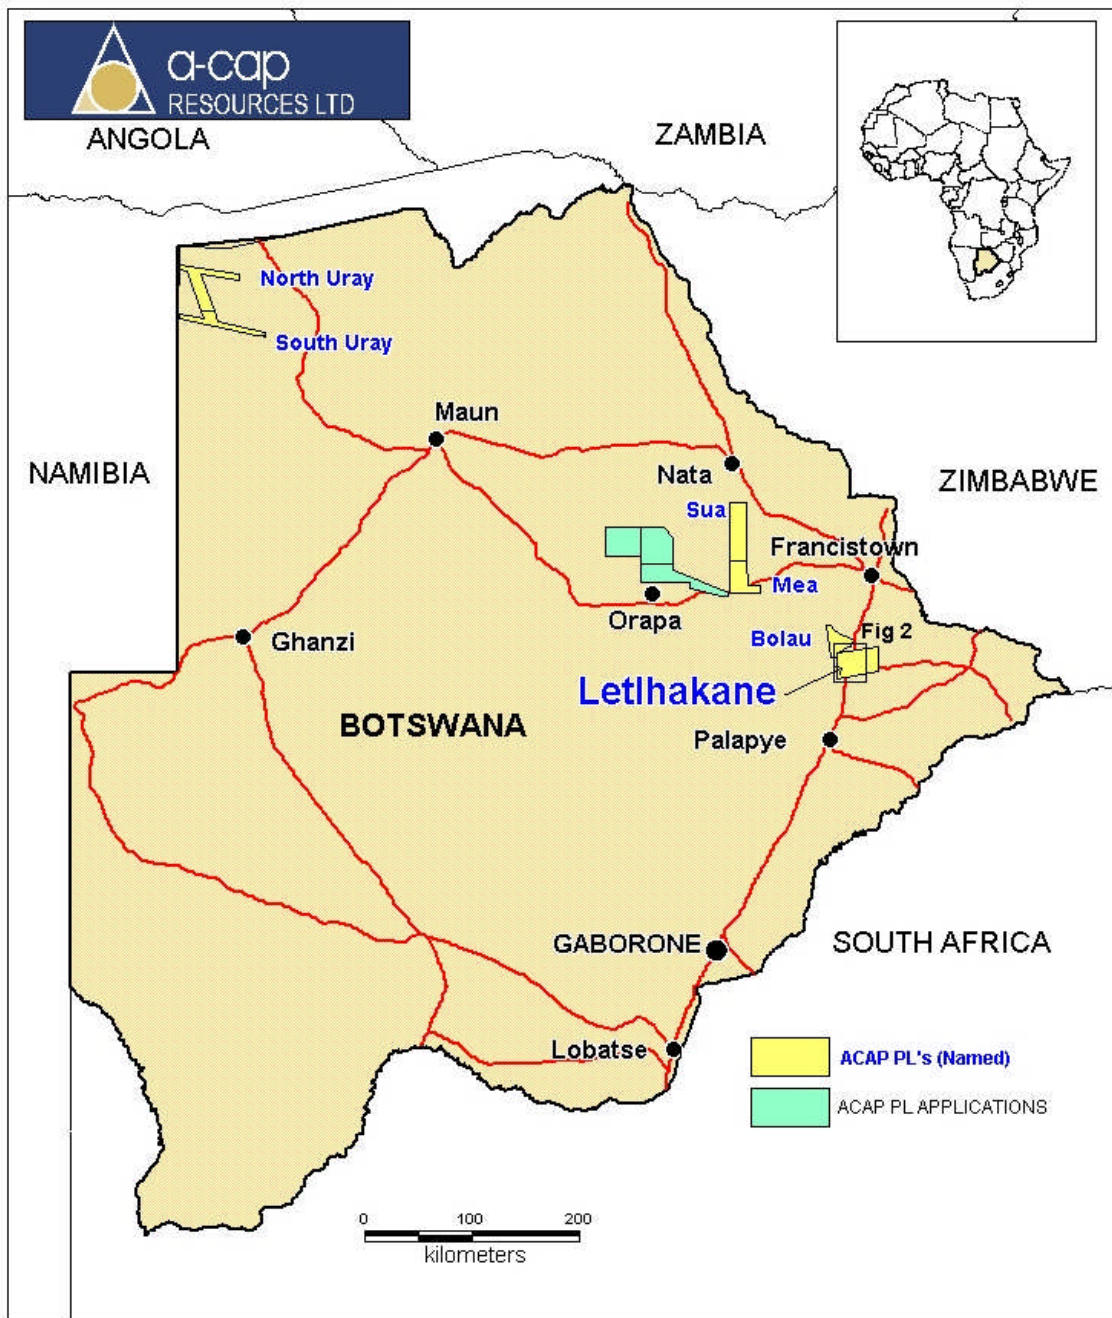 a-cap
RESOURCES LTD
ANGOLA
ZAMBIA
North Uray
South Uray
Maun
NAMIBIA
Nata
ZIMBABWE
Sua
Francistown
Mea
Orapa
Bolau
Fig 2
Ghanzi
Letlhakane
BOTSWANA
Palapye
GABORONE
SOUTH AFRICA
Lobatse
ACAP PL's (Named)
ACAP PL APPLICATIONS
0 100 200
kilometers